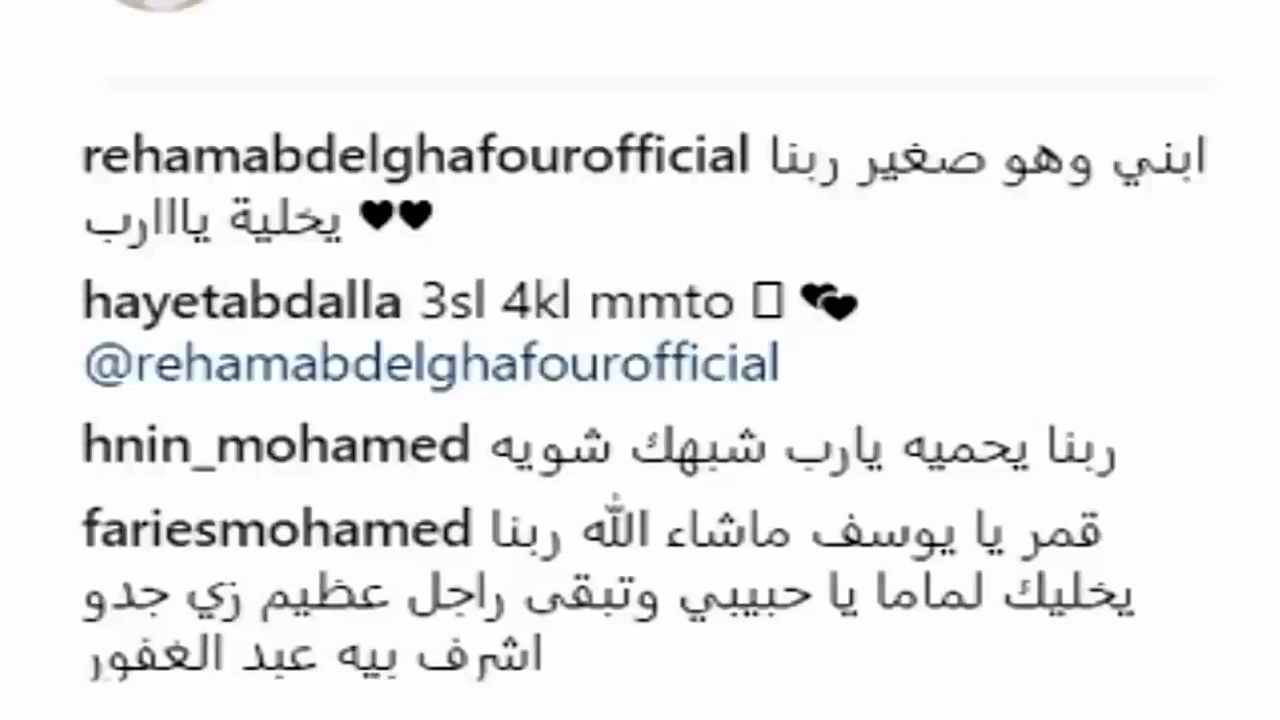 rehamabdelghafourofficial ابني وهو صغير ربنا
يخلية يااارب ♥♥
hayetabdalla 3sl 4kl mmto ▯ 💕
@rehamabdelghafourofficial
hnin_mohamed ربنا يحميه يارب شبهك شويه
fariesmohamed قمر يا يوسف ماشاء الله ربنا
يخليك لماما يا حبيبي وتبقى راجل عظيم زي جدو
اشرف بيه عبد الغفور